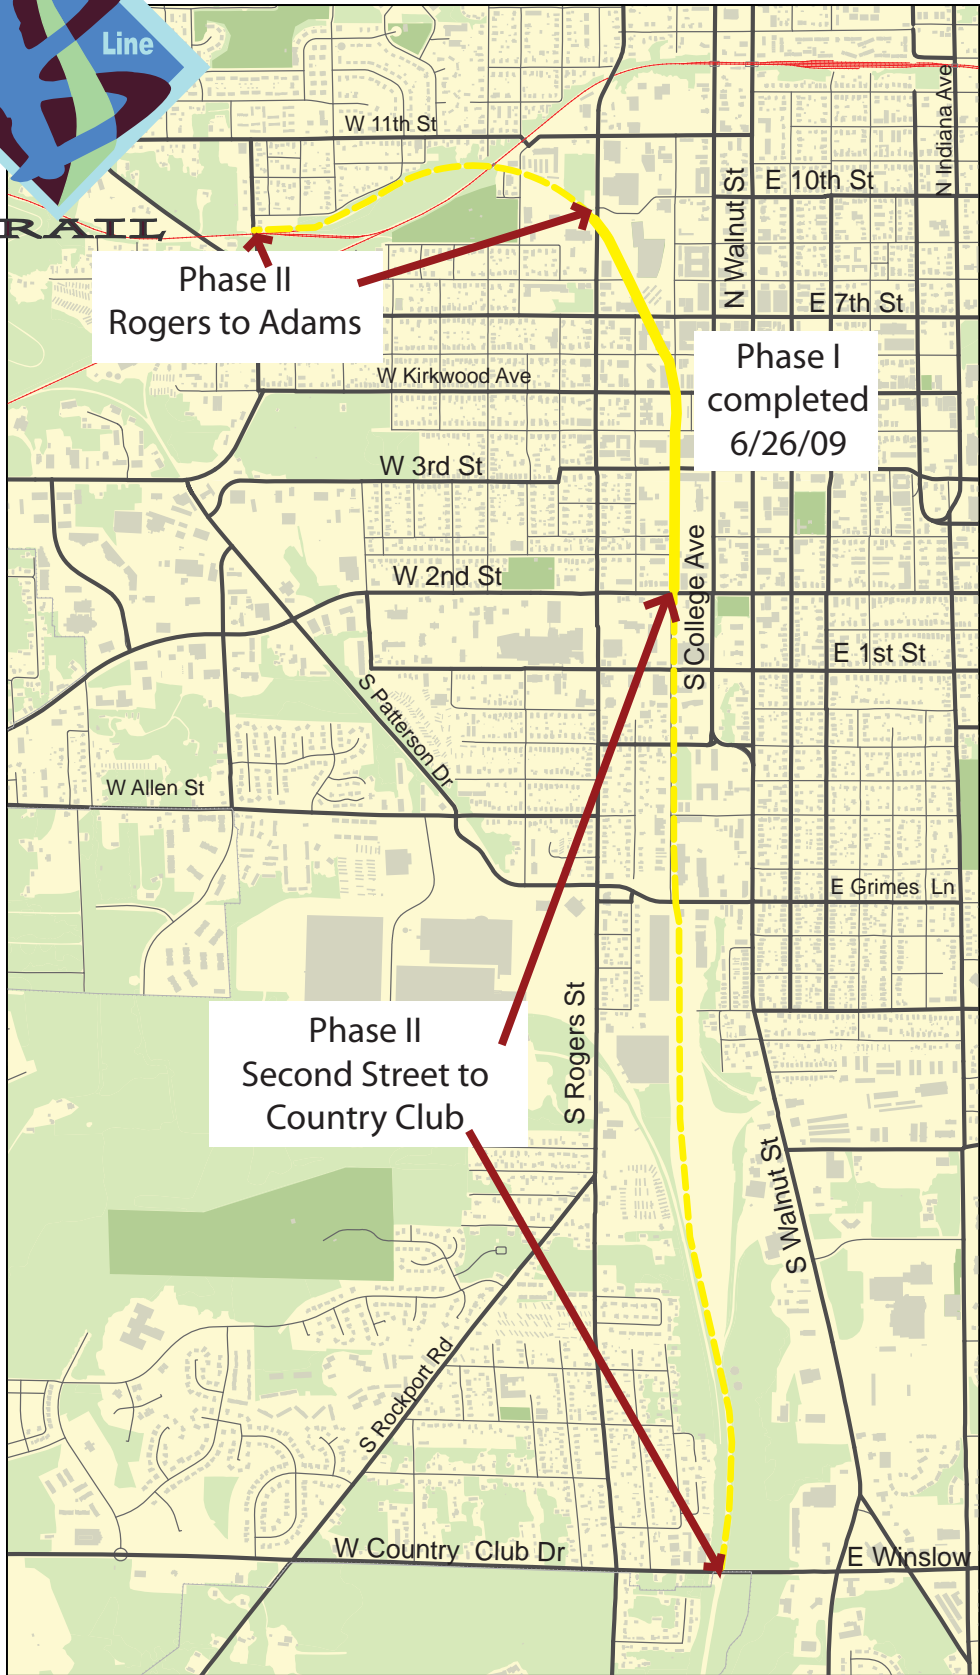 Line
RAIL
W 11th St
E 10th St
N Indiana Ave
N Walnut St
Phase II
Rogers to Adams
E 7th St
Phase I
completed
6/26/09
W Kirkwood Ave
W 3rd St
W 2nd St
S College Ave
E 1st St
S Patterson Dr
W Allen St
E Grimes Ln
S Rogers St
Phase II
Second Street to
Country Club
S Walnut St
S Rockport Rd
W Country Club Dr
E Winslow